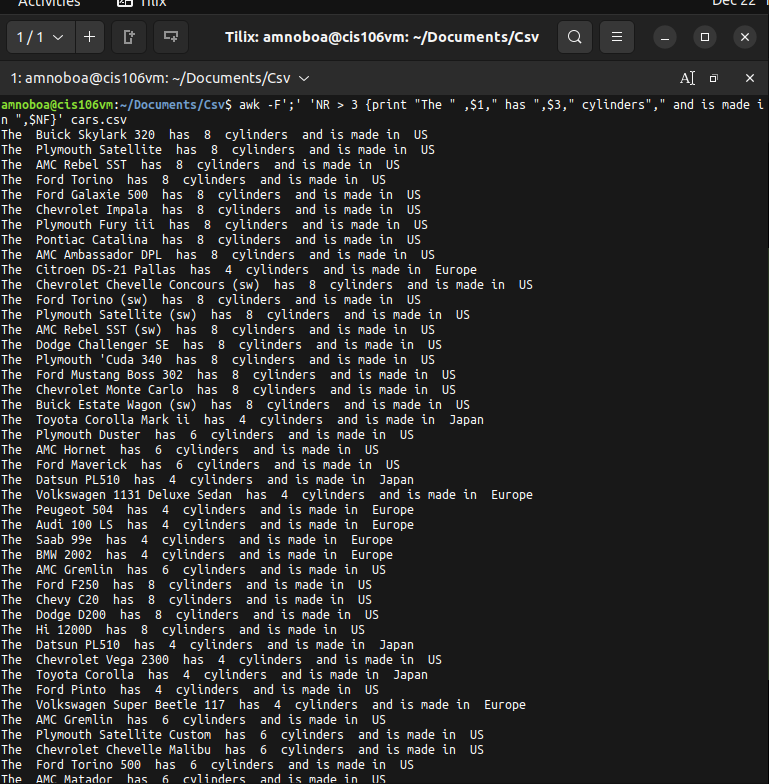 Activities Tilix Dec 22
1 / 1 Tilix: amnoboa@cis106vm: ~/Documents/Csv
1: amnoboa@cis106vm: ~/Documents/Csv
amnoboa@cis106vm:~/Documents/Csv$ awk -F';' 'NR > 3 {print "The " ,$1," has ",$3," cylinders"," and is made i
n ",$NF}' cars.csv
The  Buick Skylark 320  has  8  cylinders  and is made in  US
The  Plymouth Satellite  has  8  cylinders  and is made in  US
The  AMC Rebel SST  has  8  cylinders  and is made in  US
The  Ford Torino  has  8  cylinders  and is made in  US
The  Ford Galaxie 500  has  8  cylinders  and is made in  US
The  Chevrolet Impala  has  8  cylinders  and is made in  US
The  Plymouth Fury iii  has  8  cylinders  and is made in  US
The  Pontiac Catalina  has  8  cylinders  and is made in  US
The  AMC Ambassador DPL  has  8  cylinders  and is made in  US
The  Citroen DS-21 Pallas  has  4  cylinders  and is made in  Europe
The  Chevrolet Chevelle Concours (sw)  has  8  cylinders  and is made in  US
The  Ford Torino (sw)  has  8  cylinders  and is made in  US
The  Plymouth Satellite (sw)  has  8  cylinders  and is made in  US
The  AMC Rebel SST (sw)  has  8  cylinders  and is made in  US
The  Dodge Challenger SE  has  8  cylinders  and is made in  US
The  Plymouth 'Cuda 340  has  8  cylinders  and is made in  US
The  Ford Mustang Boss 302  has  8  cylinders  and is made in  US
The  Chevrolet Monte Carlo  has  8  cylinders  and is made in  US
The  Buick Estate Wagon (sw)  has  8  cylinders  and is made in  US
The  Toyota Corolla Mark ii  has  4  cylinders  and is made in  Japan
The  Plymouth Duster  has  6  cylinders  and is made in  US
The  AMC Hornet  has  6  cylinders  and is made in  US
The  Ford Maverick  has  6  cylinders  and is made in  US
The  Datsun PL510  has  4  cylinders  and is made in  Japan
The  Volkswagen 1131 Deluxe Sedan  has  4  cylinders  and is made in  Europe
The  Peugeot 504  has  4  cylinders  and is made in  Europe
The  Audi 100 LS  has  4  cylinders  and is made in  Europe
The  Saab 99e  has  4  cylinders  and is made in  Europe
The  BMW 2002  has  4  cylinders  and is made in  Europe
The  AMC Gremlin  has  6  cylinders  and is made in  US
The  Ford F250  has  8  cylinders  and is made in  US
The  Chevy C20  has  8  cylinders  and is made in  US
The  Dodge D200  has  8  cylinders  and is made in  US
The  Hi 1200D  has  8  cylinders  and is made in  US
The  Datsun PL510  has  4  cylinders  and is made in  Japan
The  Chevrolet Vega 2300  has  4  cylinders  and is made in  US
The  Toyota Corolla  has  4  cylinders  and is made in  Japan
The  Ford Pinto  has  4  cylinders  and is made in  US
The  Volkswagen Super Beetle 117  has  4  cylinders  and is made in  Europe
The  AMC Gremlin  has  6  cylinders  and is made in  US
The  Plymouth Satellite Custom  has  6  cylinders  and is made in  US
The  Chevrolet Chevelle Malibu  has  6  cylinders  and is made in  US
The  Ford Torino 500  has  6  cylinders  and is made in  US
The  AMC Matador  has  6  cylinders  and is made in  US